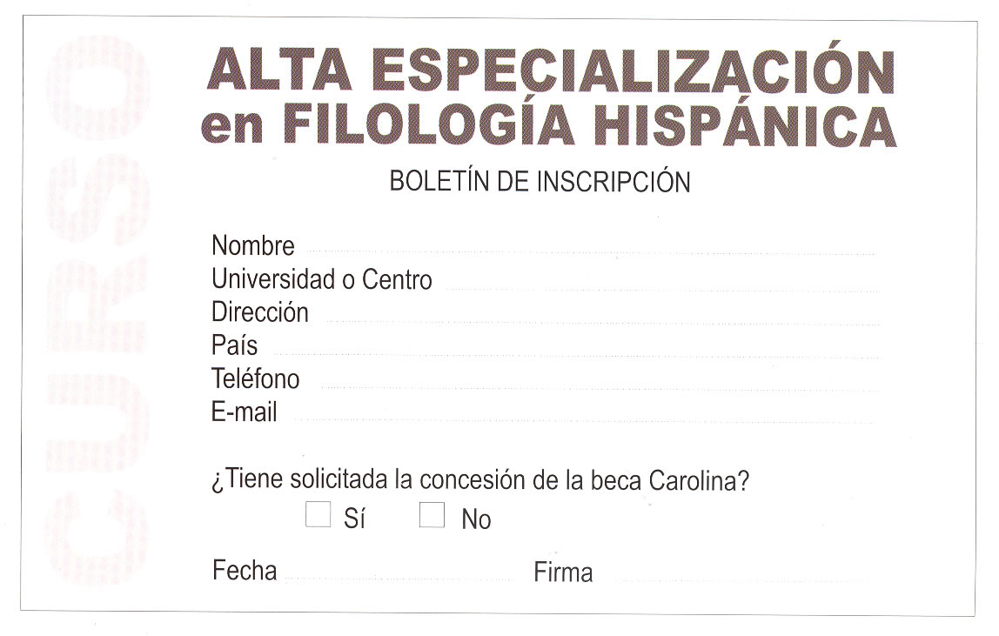 CURSO
ALTA ESPECIALIZACIÓN
en FILOLOGÍA HISPÁNICA
BOLETÍN DE INSCRIPCIÓN
Nombre
Universidad o Centro
Dirección
País
Teléfono
E-mail
¿Tiene solicitada la concesión de la beca Carolina?
Sí No
Fecha Firma